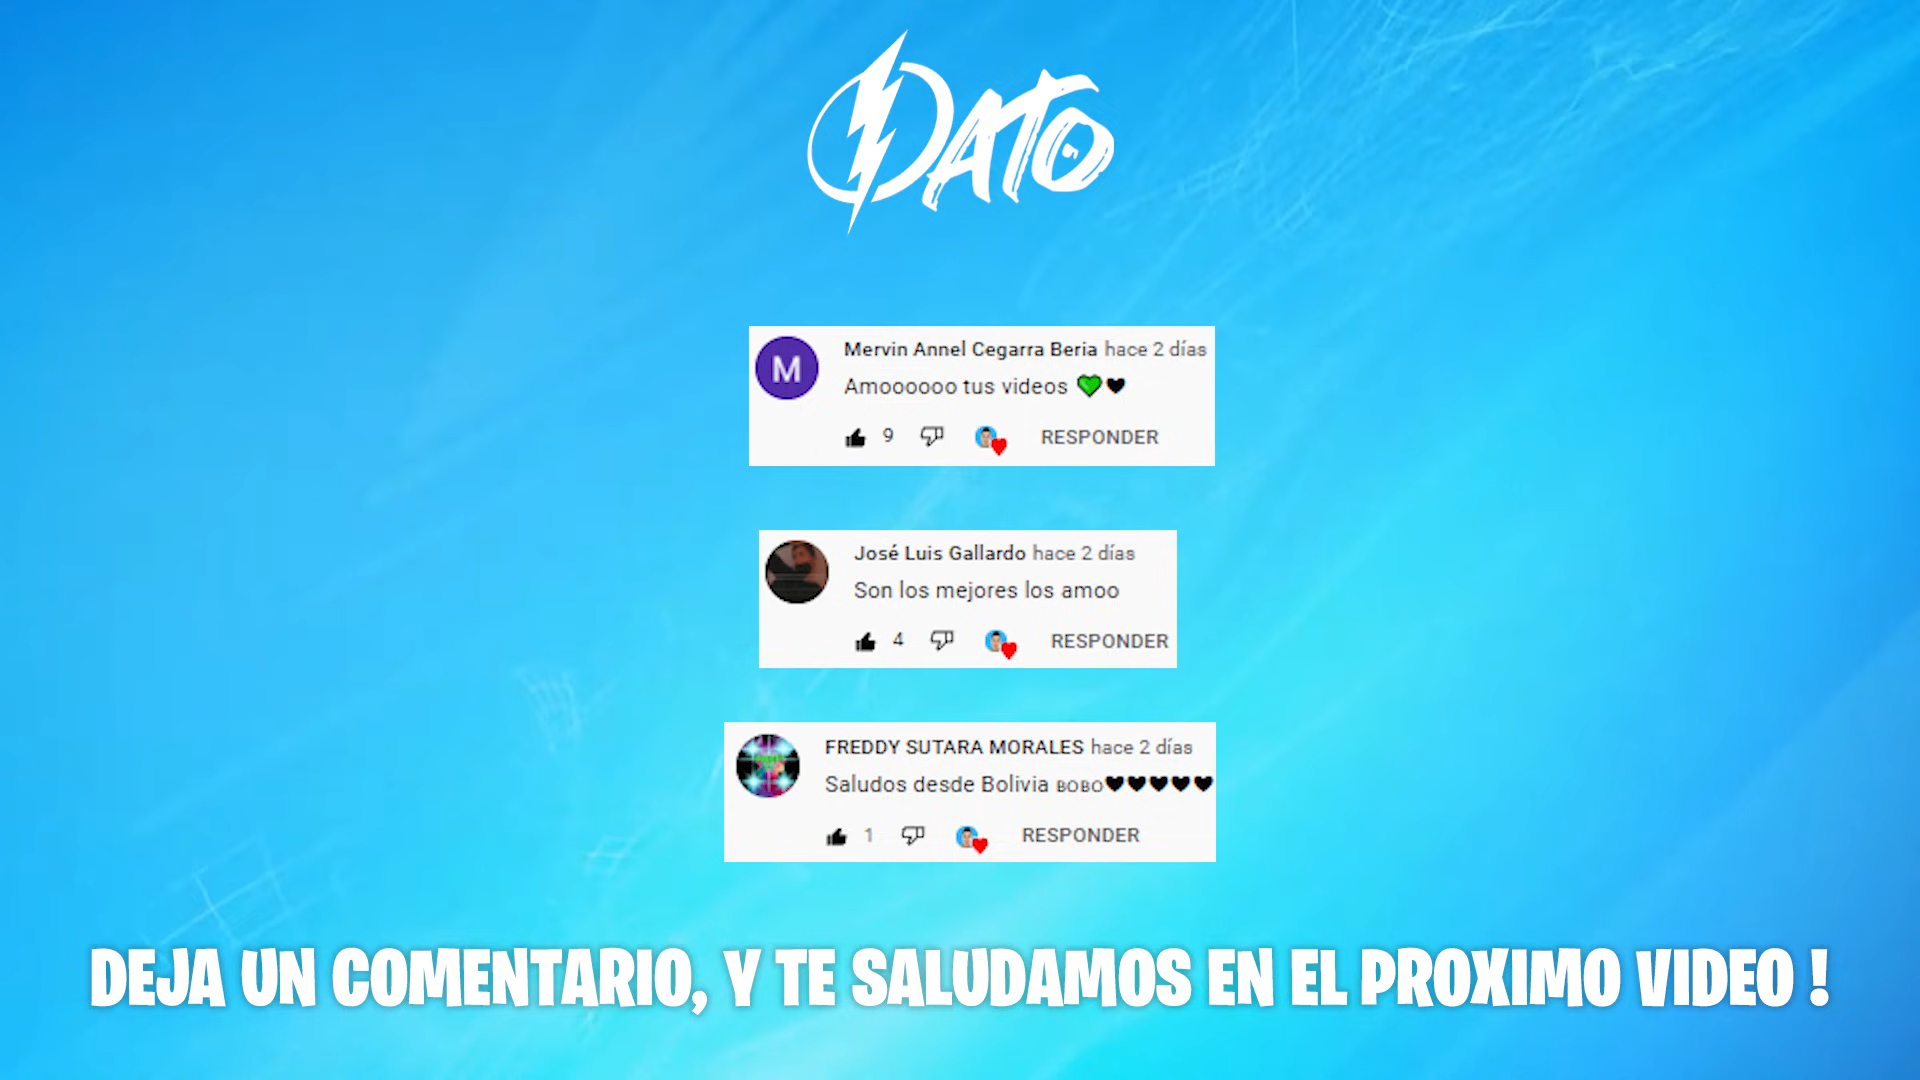 DATO
M
Mervin Annel Cegarra Beria hace 2 días
Amoooooo tus videos 💚🖤
9 RESPONDER
José Luis Gallardo hace 2 días
Son los mejores los amoo
4 RESPONDER
FREDDY SUTARA MORALES hace 2 días
Saludos desde Bolivia ʙᴏʙᴏ🖤🖤🖤🖤🖤
1 RESPONDER
DEJA UN COMENTARIO, Y TE SALUDAMOS EN EL PROXIMO VIDEO !